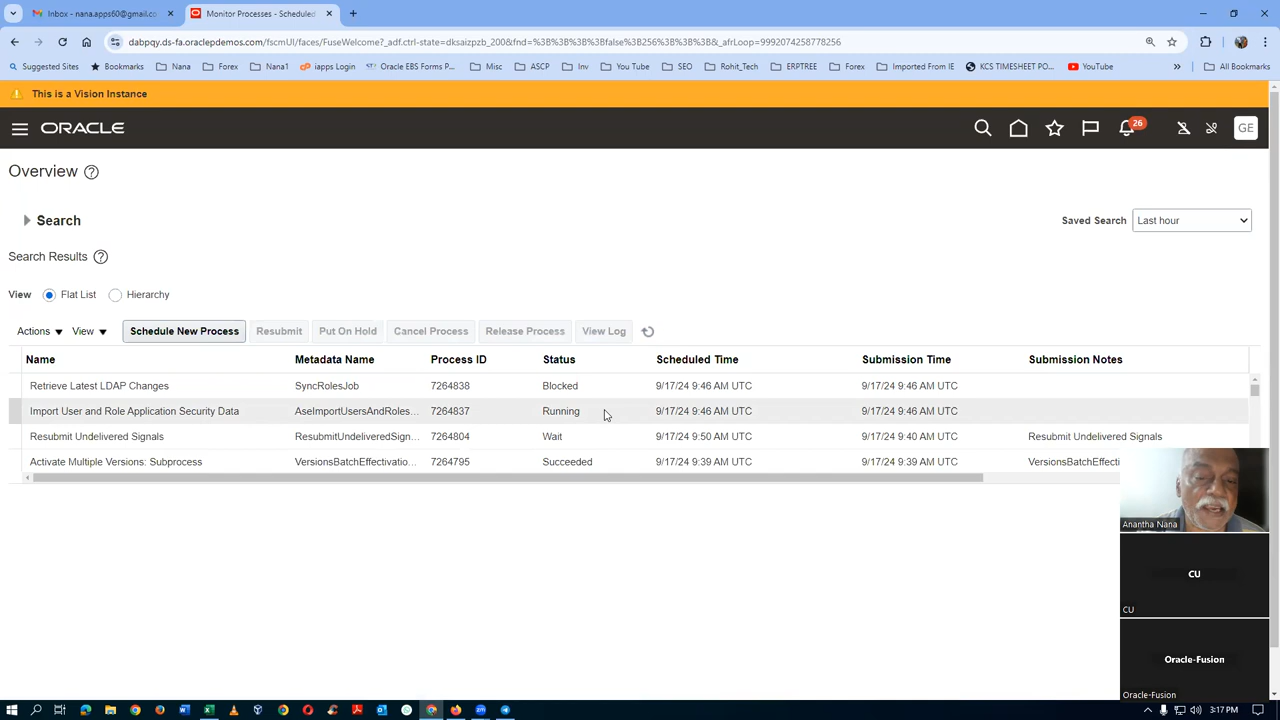 Inbox - nana.apps60@gmail.co
Monitor Processes - Scheduled
dabpqy.ds-fa.oraclepdemos.com/fscmUI/faces/FuseWelcome?_adf.ctrl-state=dksaizpzb_200&fnd=%3B%3B%3B%3Bfalse%3B256%3B%3B%3B&_afrLoop=9992074258778256
Suggested Sites Bookmarks Nana Forex Nana1 iapps Login Oracle EBS Forms P... Misc ASCP Inv You Tube SEO Rohit_Tech ERPTREE Forex Imported From IE KCS TIMESHEET PO... YouTube » All Bookmarks
This is a Vision Instance
ORACLE 26 GE
Overview
Search
Saved Search Last hour
Search Results
View Flat List Hierarchy
Actions View Schedule New Process Resubmit Put On Hold Cancel Process Release Process View Log
Name Metadata Name Process ID Status Scheduled Time Submission Time Submission Notes
Retrieve Latest LDAP Changes SyncRolesJob 7264838 Blocked 9/17/24 9:46 AM UTC 9/17/24 9:46 AM UTC
Import User and Role Application Security Data AseImportUsersAndRoles... 7264837 Running 9/17/24 9:46 AM UTC 9/17/24 9:46 AM UTC
Resubmit Undelivered Signals ResubmitUndeliveredSign... 7264804 Wait 9/17/24 9:50 AM UTC 9/17/24 9:40 AM UTC Resubmit Undelivered Signals
Activate Multiple Versions: Subprocess VersionsBatchEffectivatio... 7264795 Succeeded 9/17/24 9:39 AM UTC 9/17/24 9:39 AM UTC VersionsBatchEffecti
Anantha Nana
CU
CU
Oracle-Fusion
Oracle-Fusion
3:17 PM